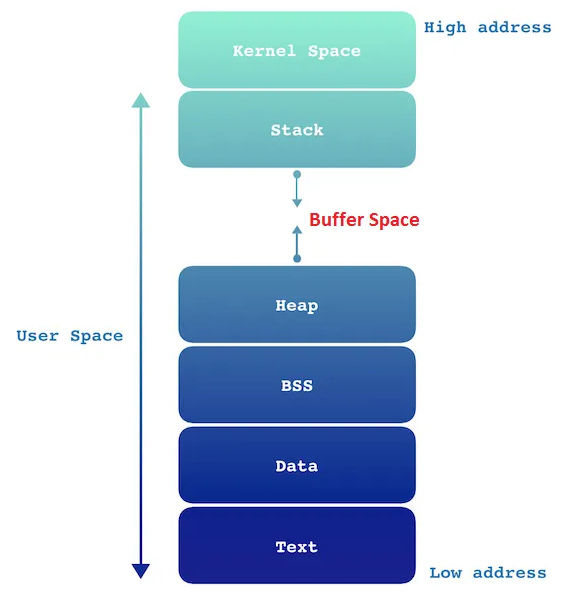 Kernel Space
High address
Stack
Buffer Space
Heap
User Space
BSS
Data
Text
Low address